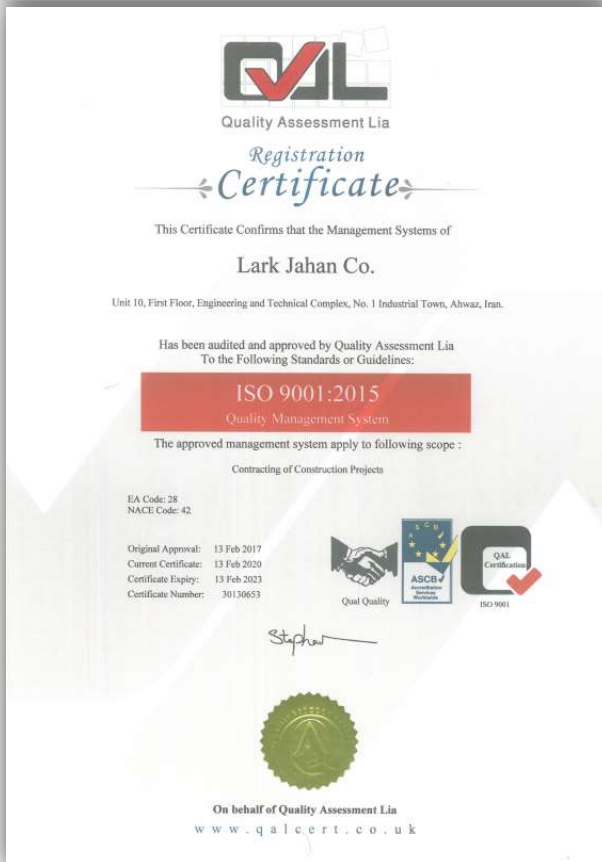 QAL
Quality Assessment Lia
Registration
Certificate
This Certificate Confirms that the Management Systems of
Lark Jahan Co.
Unit 10, First Floor, Engineering and Technical Complex, No. 1 Industrial Town, Ahwaz, Iran.
Has been audited and approved by Quality Assessment Lia
To the Following Standards or Guidelines:
ISO 9001:2015
Quality Management System
The approved management system apply to following scope :
Contracting of Construction Projects
EA Code: 28
NACE Code: 42
Original Approval: 13 Feb 2017
Current Certificate: 13 Feb 2020
Certificate Expiry: 13 Feb 2023
Certificate Number: 30130653
Qual Quality
ASCB
ASCB
Accreditation
Services
Worldwide
QAL
Certification
ISO 9001
Stephen
On behalf of Quality Assessment Lia
www.qalcert.co.uk